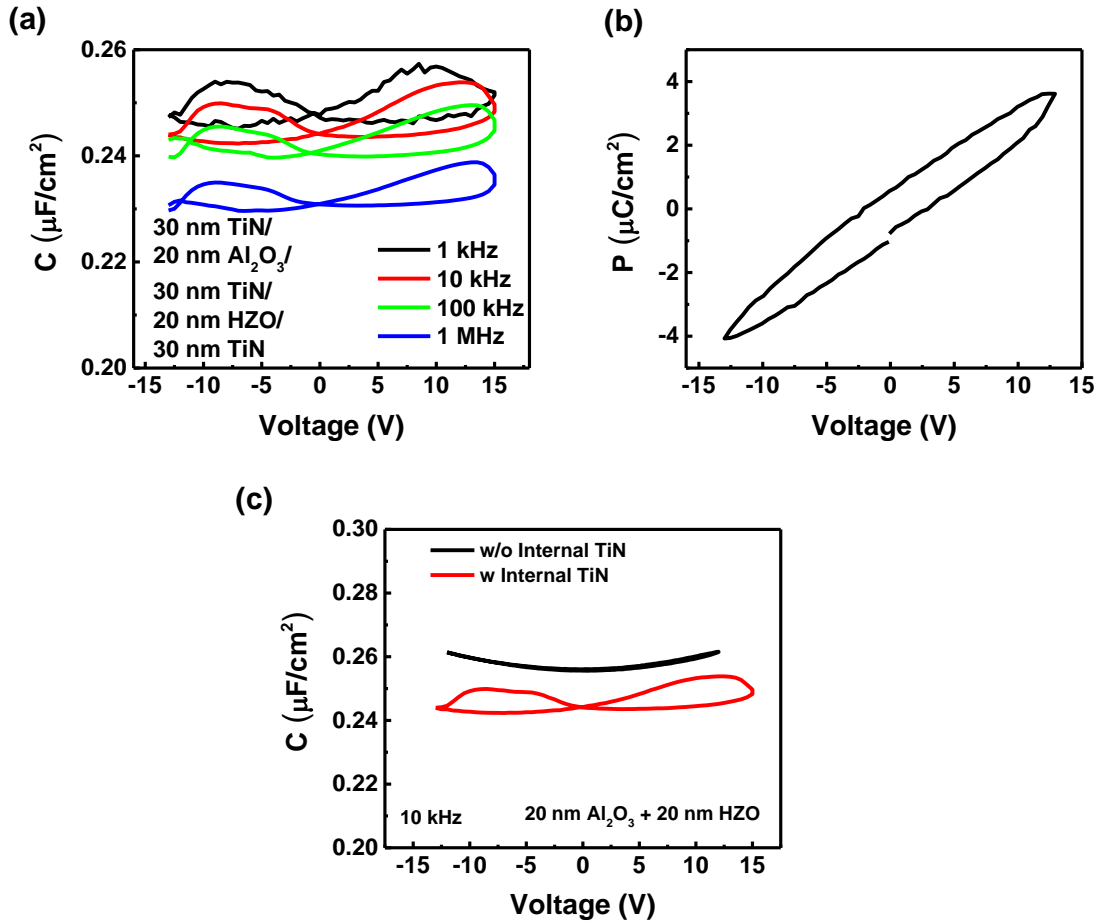 (a)
0.26
0.24
0.22
0.20
C (μF/cm²)
30 nm TiN/
20 nm Al₂O₃/
30 nm TiN/
20 nm HZO/
30 nm TiN
1 kHz
10 kHz
100 kHz
1 MHz
-15 -10 -5 0 5 10 15
Voltage (V)
(b)
4
2
0
-2
-4
P (μC/cm²)
-15 -10 -5 0 5 10 15
Voltage (V)
(c)
0.30
0.28
0.26
0.24
0.22
0.20
C (μF/cm²)
w/o Internal TiN
w Internal TiN
10 kHz
20 nm Al₂O₃ + 20 nm HZO
-15 -10 -5 0 5 10 15
Voltage (V)